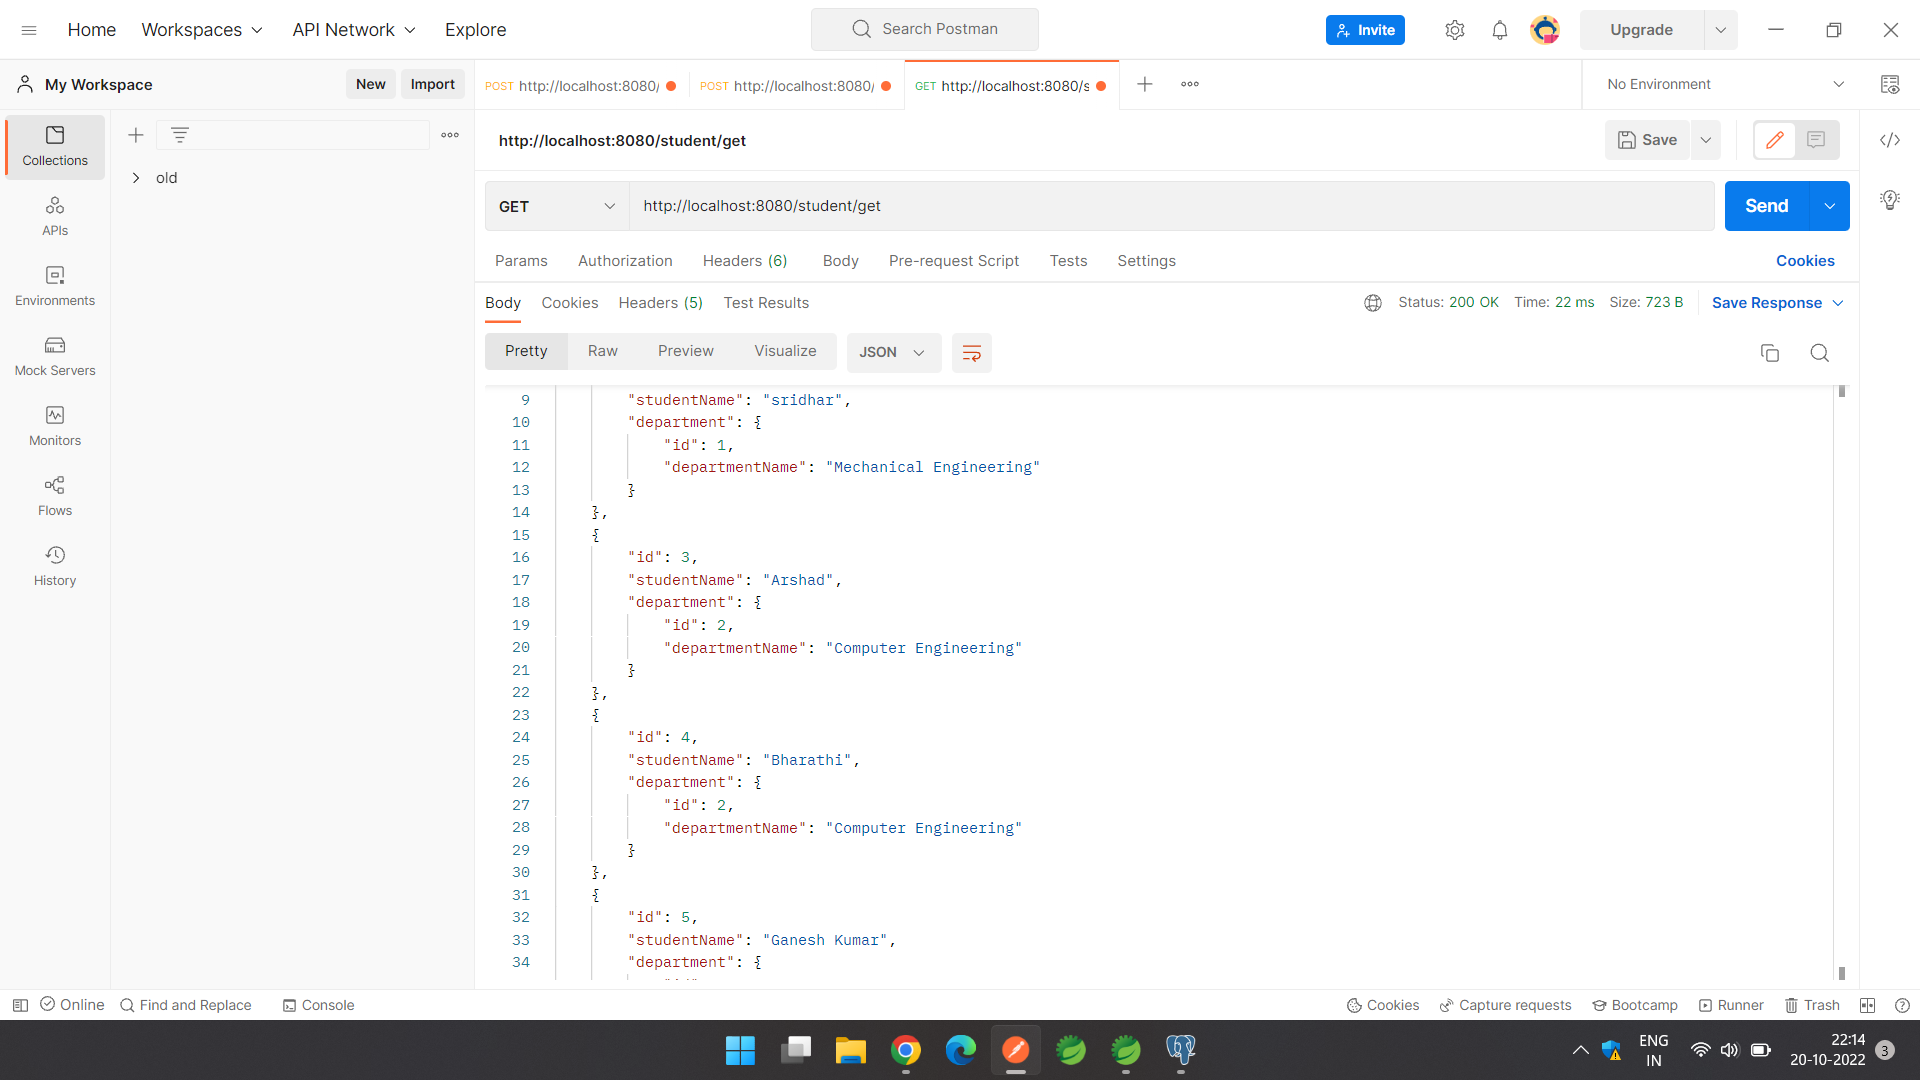 Home Workspaces API Network Explore Search Postman Invite Upgrade
My Workspace New Import POST http://localhost:8080/ POST http://localhost:8080/ GET http://localhost:8080/s No Environment
Collections
APIs
Environments
Mock Servers
Monitors
Flows
History
old
http://localhost:8080/student/get Save
GET http://localhost:8080/student/get Send
Params Authorization Headers (6) Body Pre-request Script Tests Settings Cookies
Body Cookies Headers (5) Test Results Status: 200 OK Time: 22 ms Size: 723 B Save Response
Pretty Raw Preview Visualize JSON
9 "studentName": "sridhar",
10 "department": {
11 "id": 1,
12 "departmentName": "Mechanical Engineering"
13 }
14 },
15 {
16 "id": 3,
17 "studentName": "Arshad",
18 "department": {
19 "id": 2,
20 "departmentName": "Computer Engineering"
21 }
22 },
23 {
24 "id": 4,
25 "studentName": "Bharathi",
26 "department": {
27 "id": 2,
28 "departmentName": "Computer Engineering"
29 }
30 },
31 {
32 "id": 5,
33 "studentName": "Ganesh Kumar",
34 "department": {
Online Find and Replace Console Cookies Capture requests Bootcamp Runner Trash
ENG
IN
22:14
20-10-2022
3